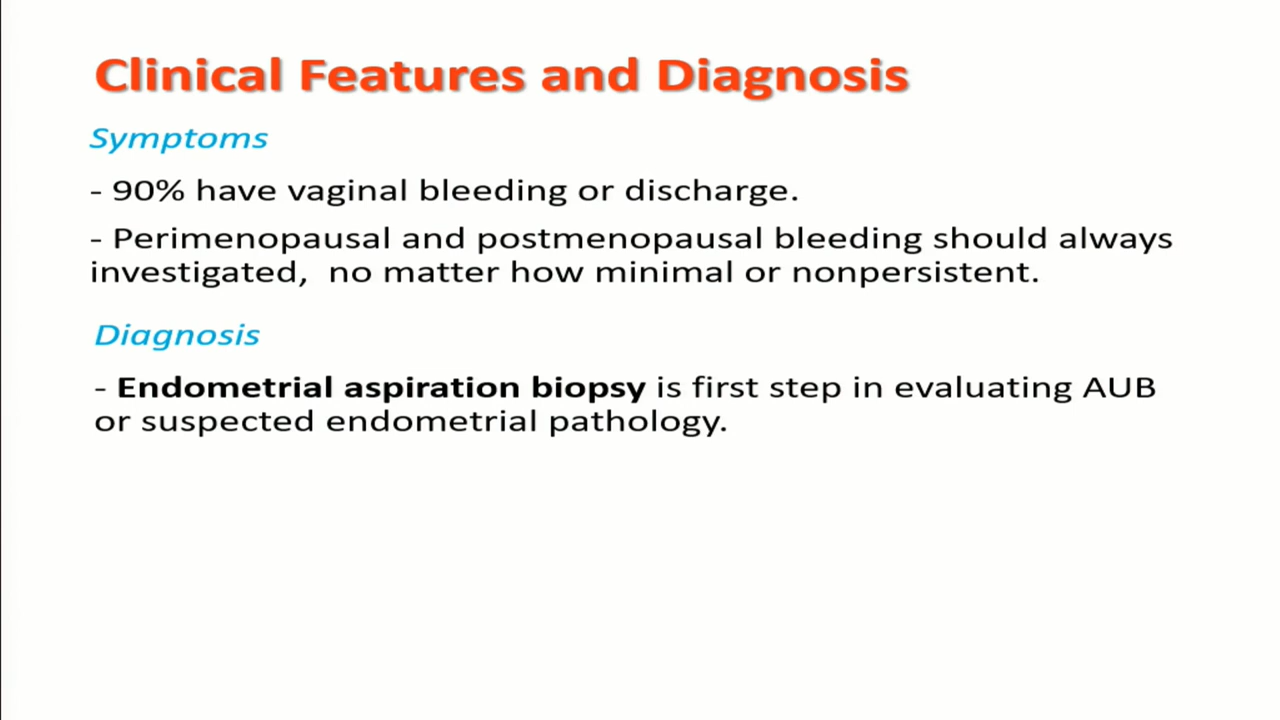 Clinical Features and Diagnosis
Symptoms
- 90% have vaginal bleeding or discharge.
- Perimenopausal and postmenopausal bleeding should always
investigated, no matter how minimal or nonpersistent.
Diagnosis
- Endometrial aspiration biopsy is first step in evaluating AUB
or suspected endometrial pathology.